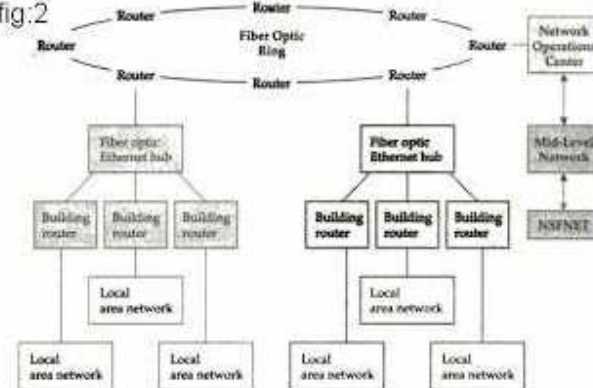 fig:2
Router
Router
Router
Router
Fiber Optic
Ring
Router
Router
Router
Router
Network
Operations
Center
Fiber optic
Ethernet hub
Fiber optic
Ethernet hub
Mid-Level
Network
Building
router
Building
router
Building
router
Building
router
Building
router
Building
router
NSFNET
Local
area network
Local
area network
Local
area network
Local
area network
Local
area network
Local
area network